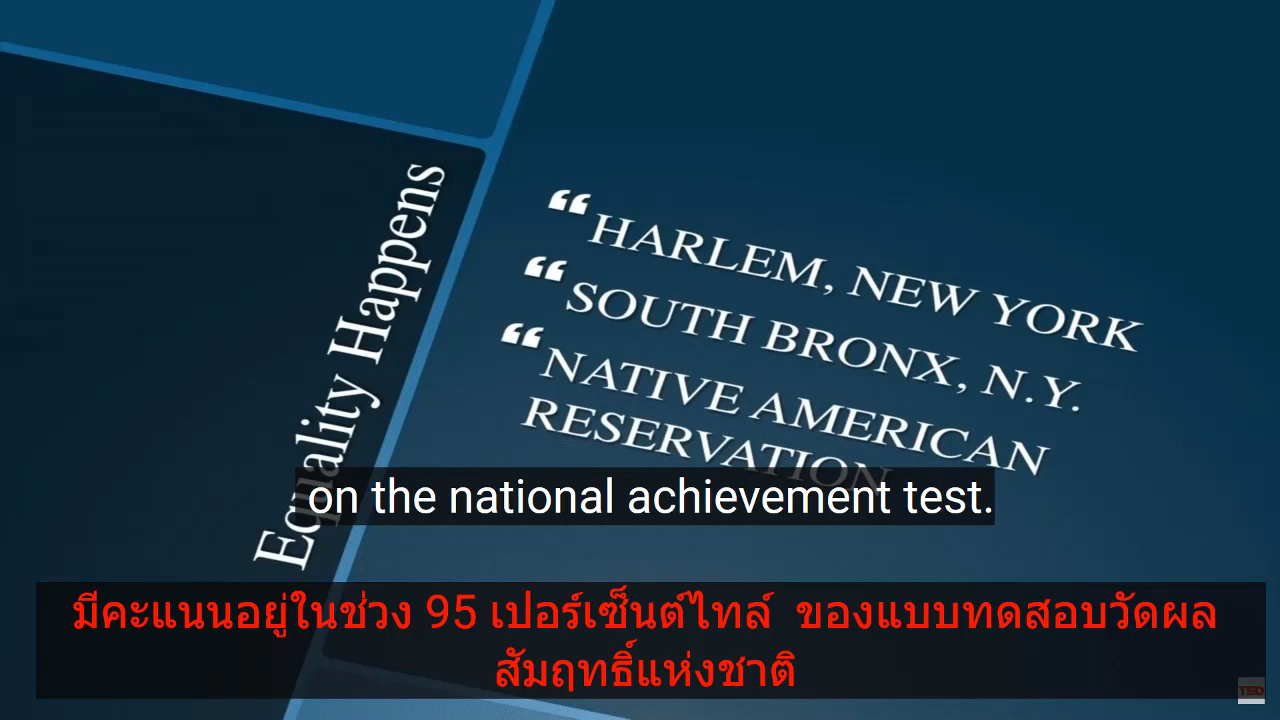 Equality Happens
“HARLEM, NEW YORK
“SOUTH BRONX, N.Y.
“NATIVE AMERICAN
RESERVATION
on the national achievement test.
มีคะแนนอยู่ในช่วง 95 เปอร์เซ็นต์ไทล์ ของแบบทดสอบวัดผล
สัมฤทธิ์แห่งชาติ
TED